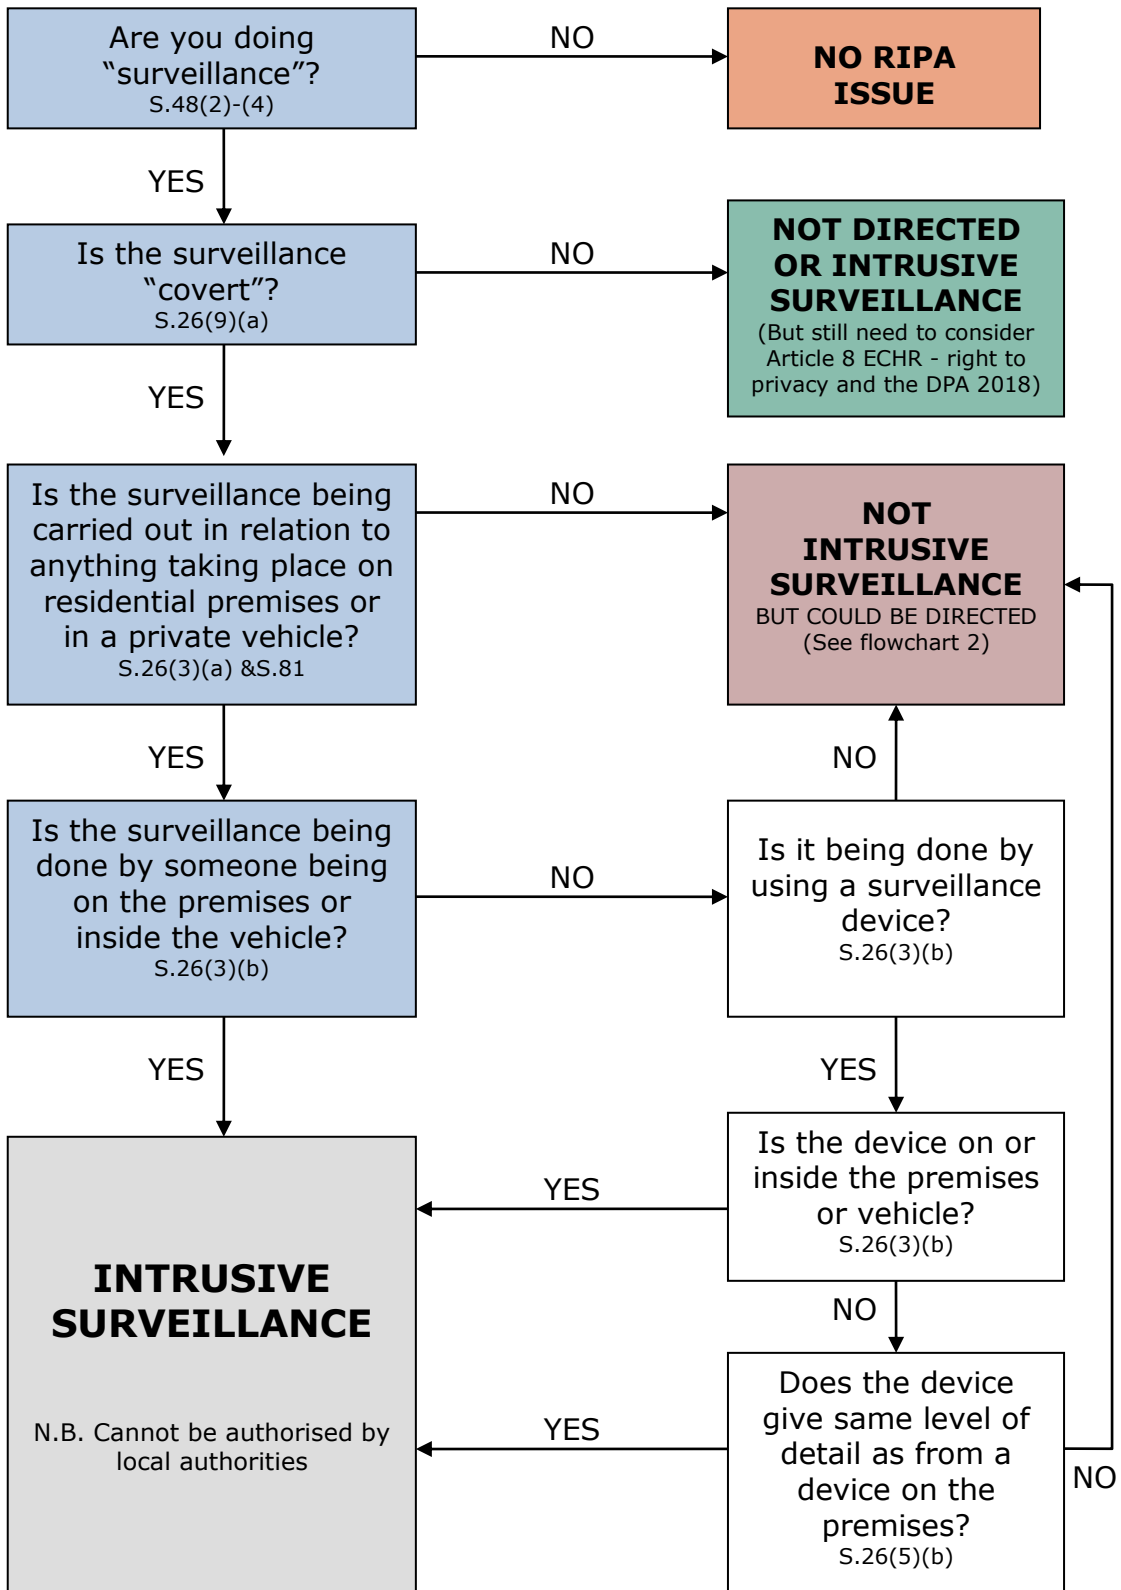 Are you doing
“surveillance”?
S.48(2)-(4)
NO
NO RIPA
ISSUE
YES
Is the surveillance
“covert”?
S.26(9)(a)
NO
NOT DIRECTED
OR INTRUSIVE
SURVEILLANCE
(But still need to consider
Article 8 ECHR - right to
privacy and the DPA 2018)
YES
Is the surveillance being
carried out in relation to
anything taking place on
residential premises or
in a private vehicle?
S.26(3)(a) &S.81
NO
NOT
INTRUSIVE
SURVEILLANCE
BUT COULD BE DIRECTED
(See flowchart 2)
YES
NO
Is the surveillance being
done by someone being
on the premises or
inside the vehicle?
S.26(3)(b)
NO
Is it being done by
using a surveillance
device?
S.26(3)(b)
YES
YES
Is the device on or
inside the premises
or vehicle?
S.26(3)(b)
YES
INTRUSIVE
SURVEILLANCE
N.B. Cannot be authorised by
local authorities
NO
Does the device
give same level of
detail as from a
device on the
premises?
S.26(5)(b)
YES
NO